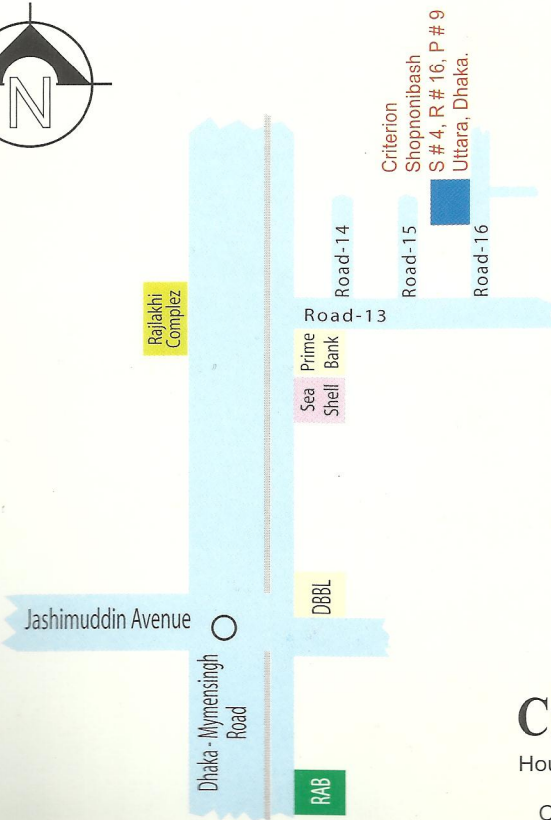 N
Criterion
Shopnonibash
S # 4, R # 16, P # 9
Uttara, Dhaka.
Rajlakhi
Complez
Road-14
Road-15
Road-16
Road-13
Prime
Bank
Sea
Shell
DBBL
Jashimuddin Avenue
Dhaka - Mymensingh
Road
RAB
C
Hou